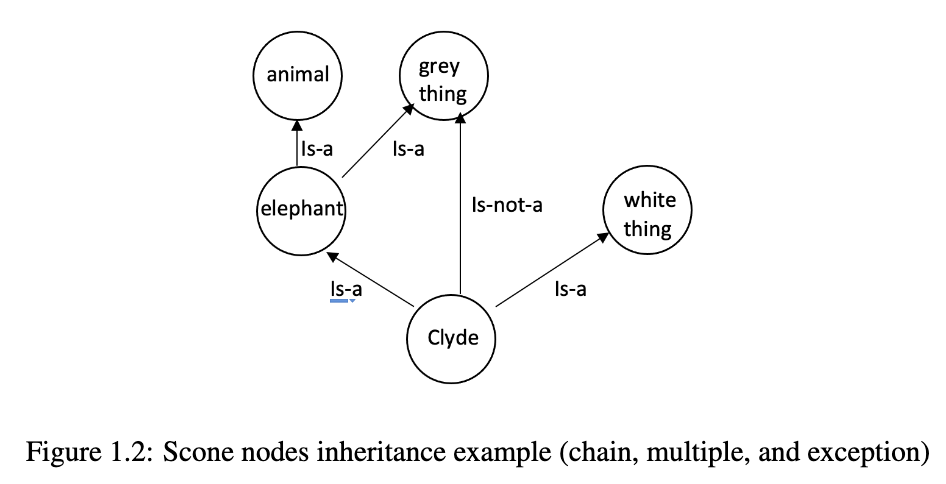 animal
grey
thing
Is-a
Is-a
elephant
Is-not-a
white
thing
Is-a
Is-a
Clyde
Figure 1.2: Scone nodes inheritance example (chain, multiple, and exception)